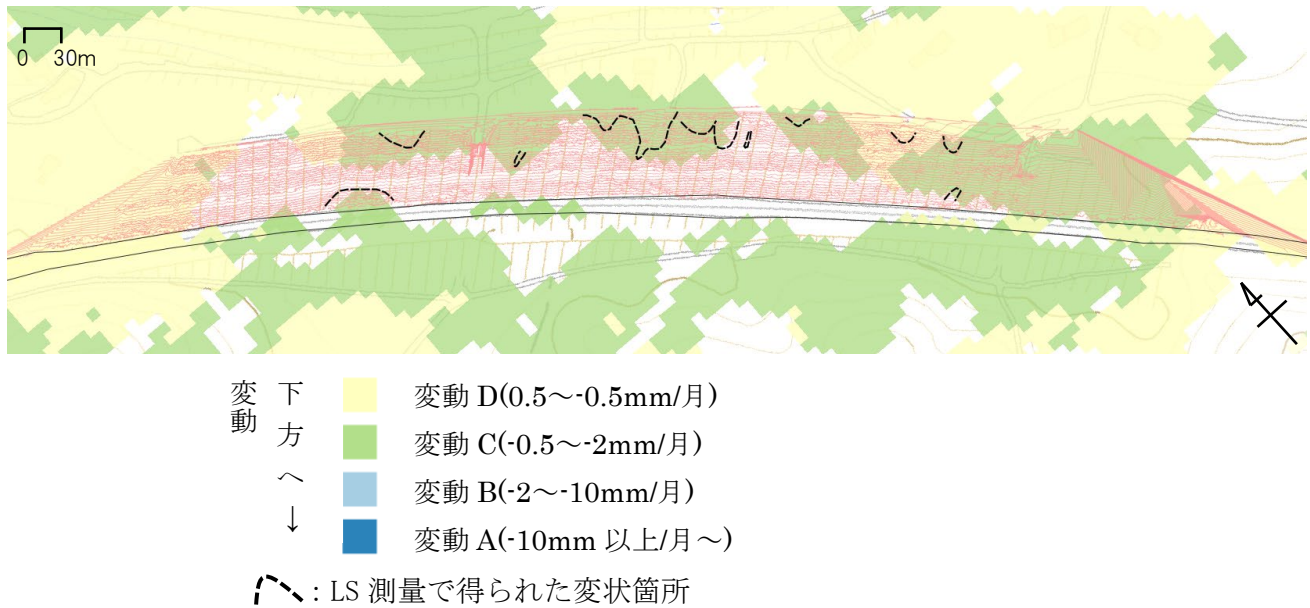 0 30m
下方へ→変動
変動 D(0.5～-0.5mm/月)
変動 C(-0.5～-2mm/月)
変動 B(-2～-10mm/月)
変動 A(-10mm 以上/月～)
: LS 測量で得られた変状箇所